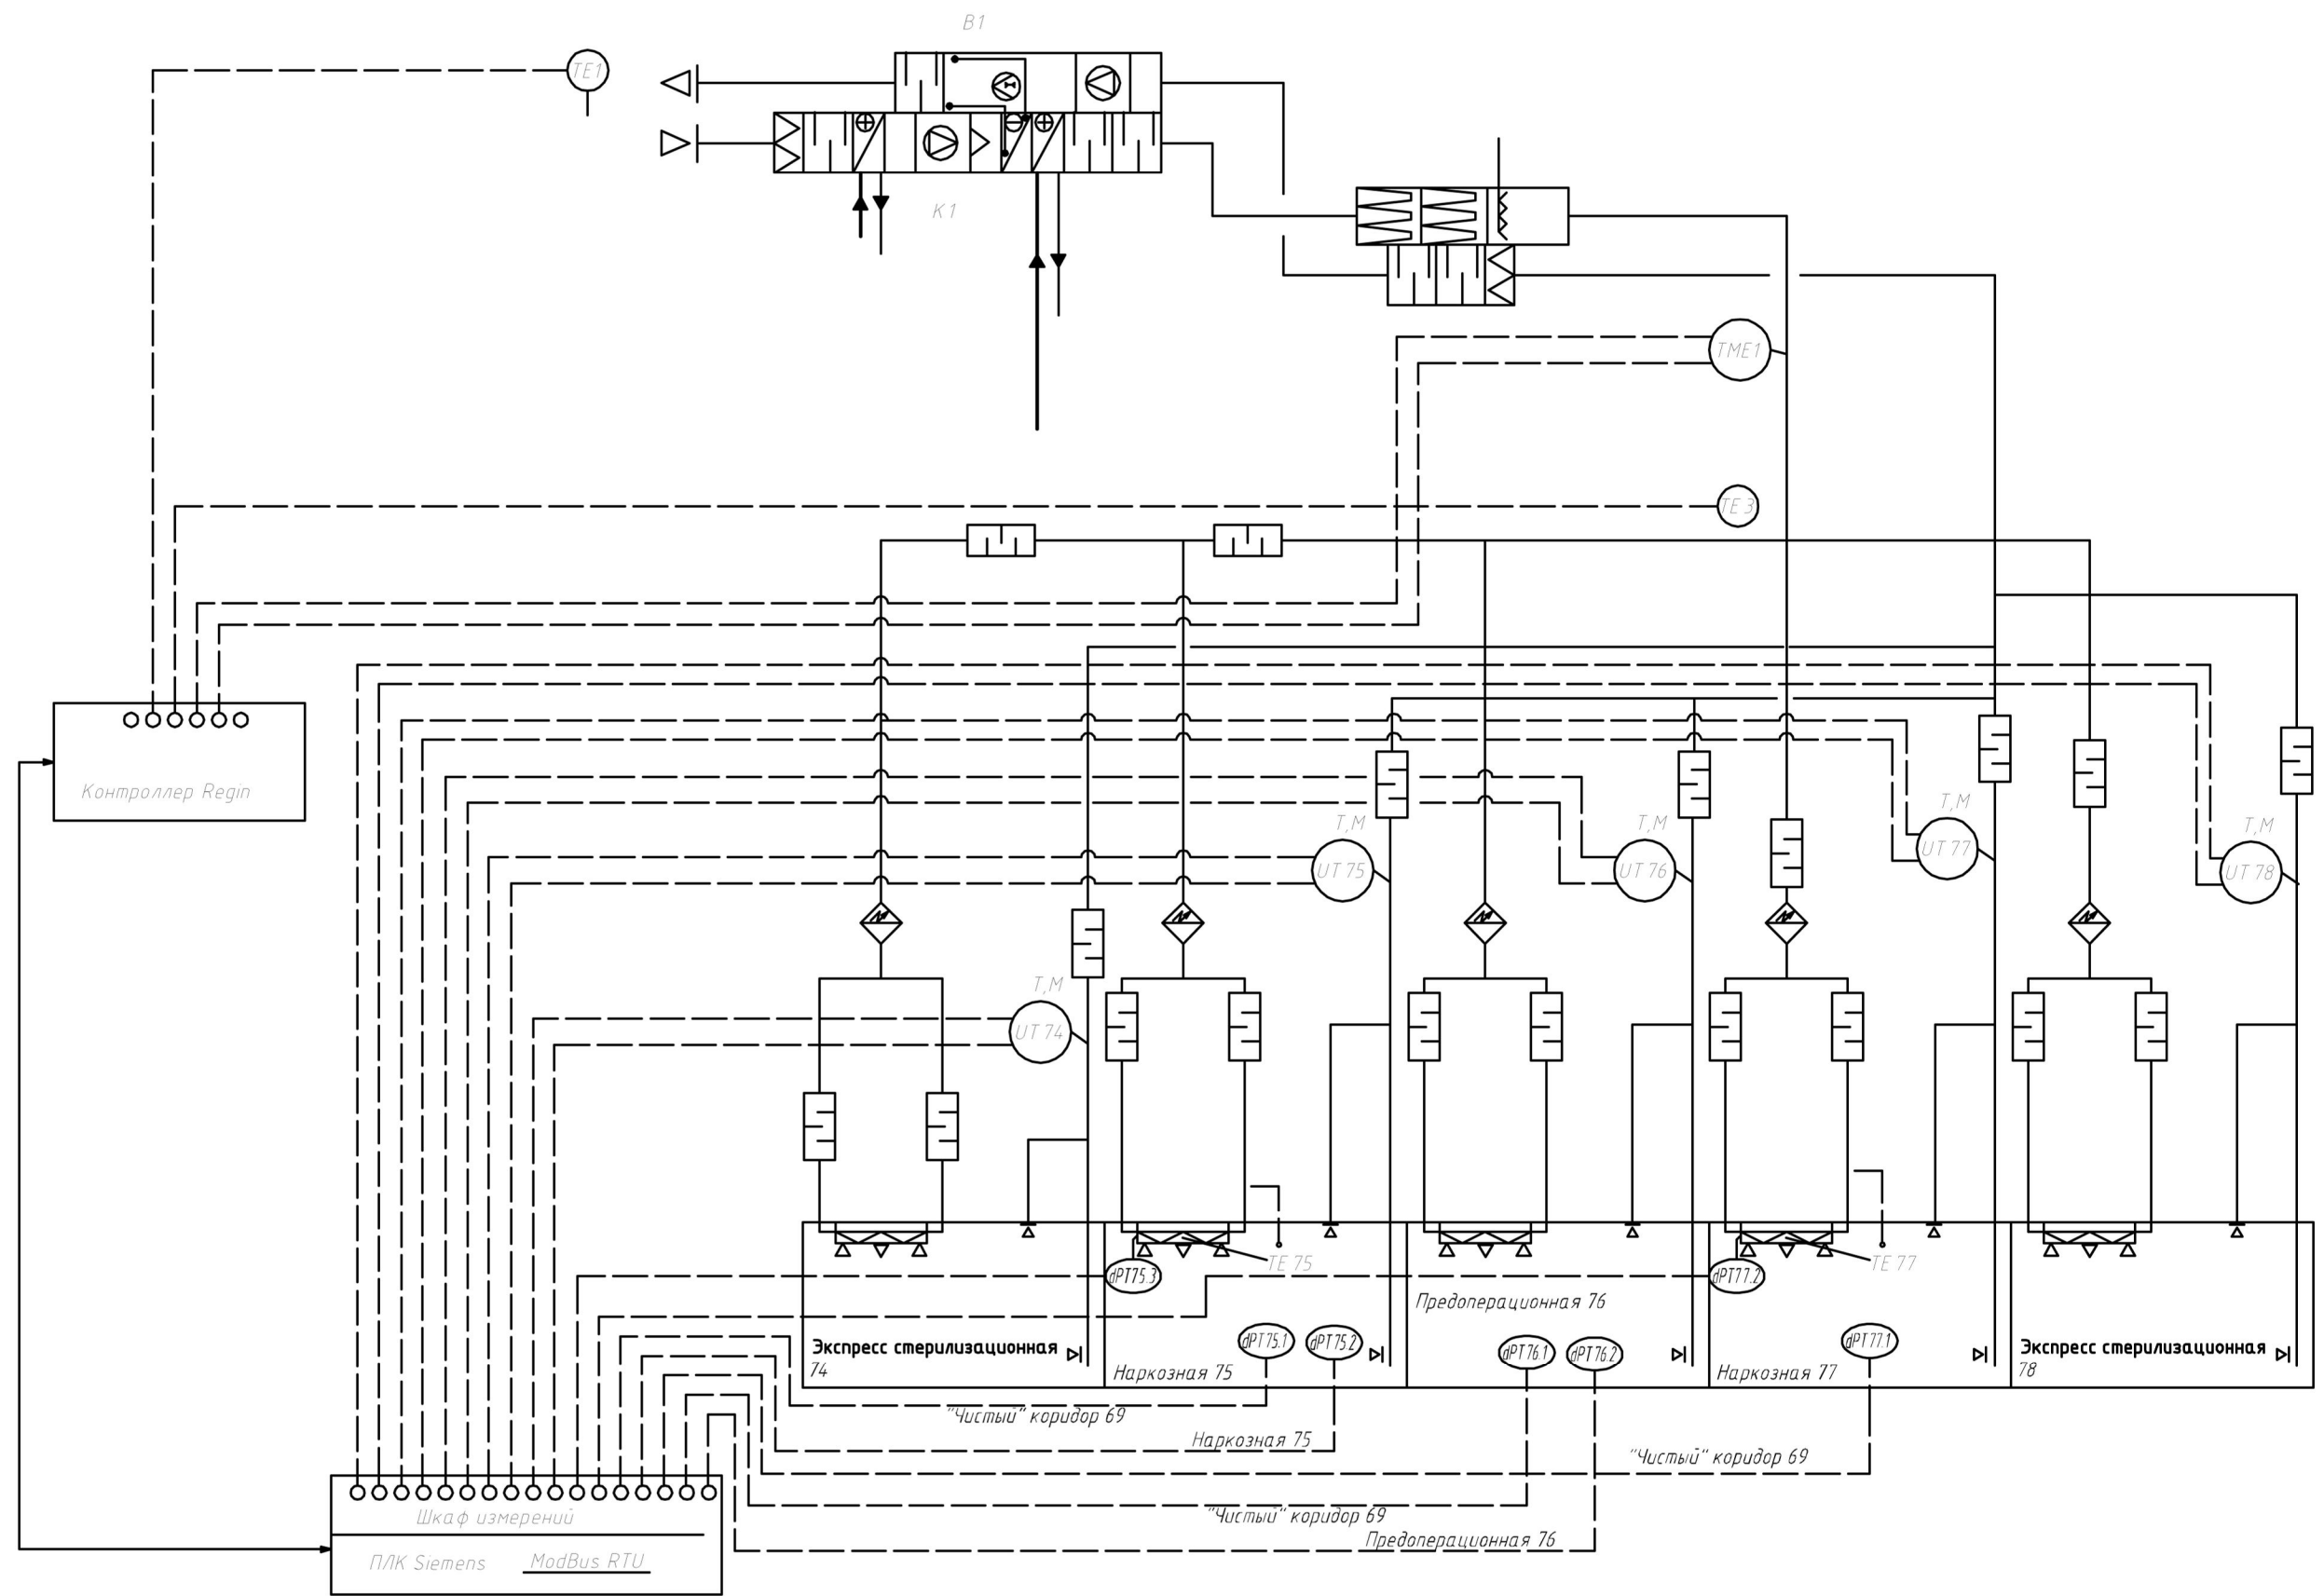 B1
TE1
K1
TME1
TE 3
Контроллер Regin
T,M
T,M
T,M
T,M
UT 75
UT 76
UT 77
UT 78
T,M
UT 74
TE 75
TE 77
dPT75.3
dPT77.2
Предоперационная 76
dPT75.1
dPT75.2
dPT76.1
dPT76.2
dPT77.1
Экспресс стерилизационная
74
Наркозная 75
Наркозная 77
Экспресс стерилизационная
78
"Чистый" коридор 69
Наркозная 75
"Чистый" коридор 69
"Чистый" коридор 69
Предоперационная 76
Шкаф измерений
ПЛК Siemens ModBus RTU